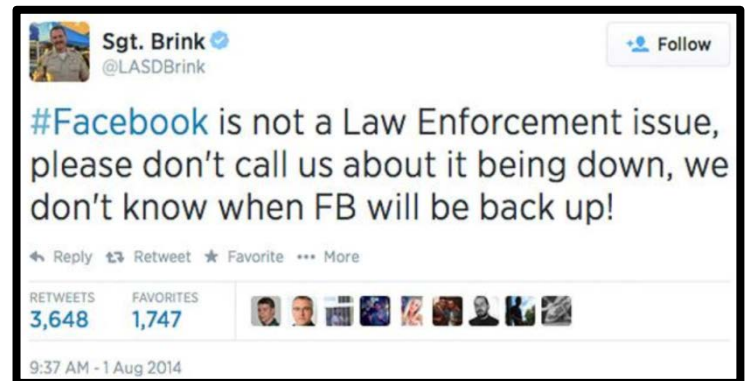 Sgt. Brink
@LASDBrink
Follow
#Facebook is not a Law Enforcement issue,
please don't call us about it being down, we
don't know when FB will be back up!
Reply Retweet Favorite More
RETWEETS FAVORITES
3,648 1,747
9:37 AM - 1 Aug 2014